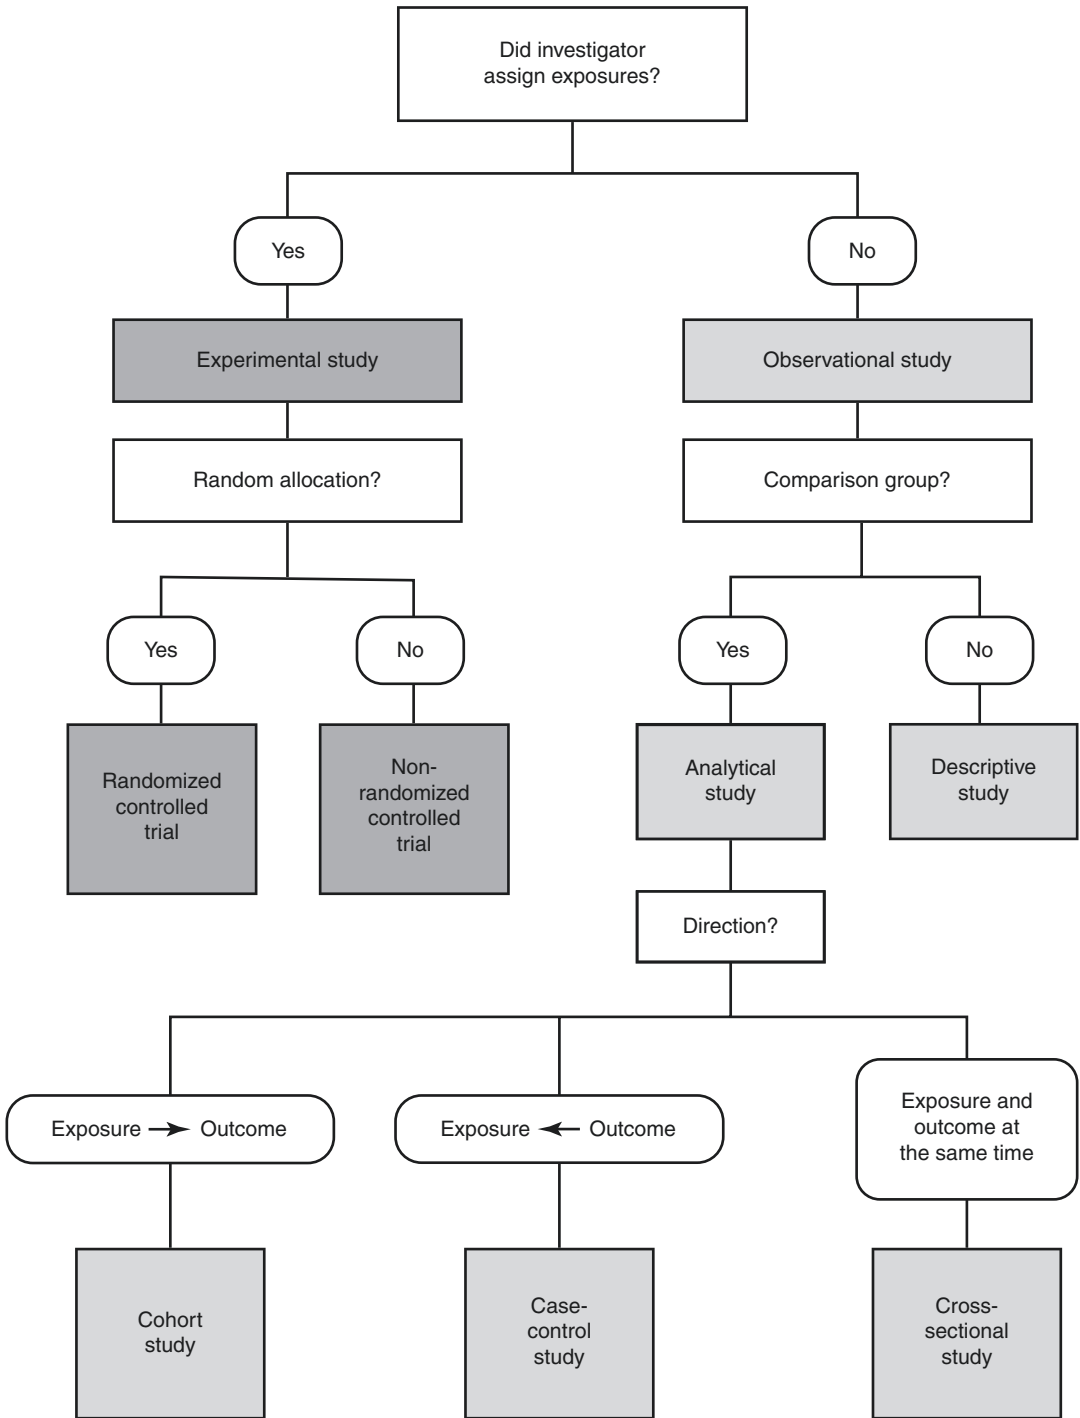 Did investigator
assign exposures?
Yes
No
Experimental study
Observational study
Random allocation?
Comparison group?
Yes
No
Yes
No
Randomized
controlled
trial
Non-
randomized
controlled
trial
Analytical
study
Descriptive
study
Direction?
Exposure → Outcome
Exposure ← Outcome
Exposure and
outcome at
the same time
Cohort
study
Case-
control
study
Cross-
sectional
study